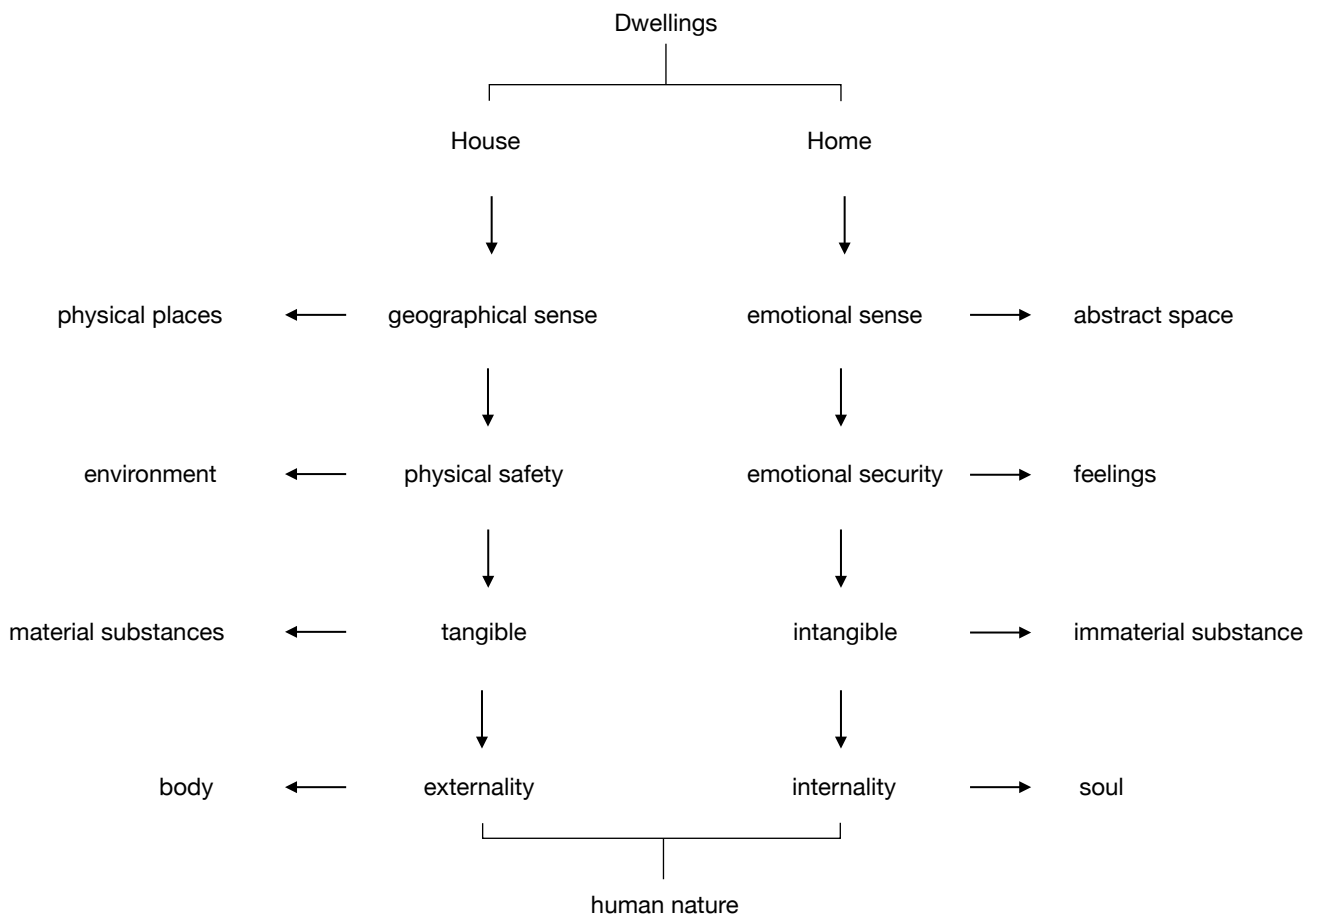 Dwellings
House
Home
physical places
geographical sense
emotional sense
abstract space
environment
physical safety
emotional security
feelings
material substances
tangible
intangible
immaterial substance
body
externality
internality
soul
human nature